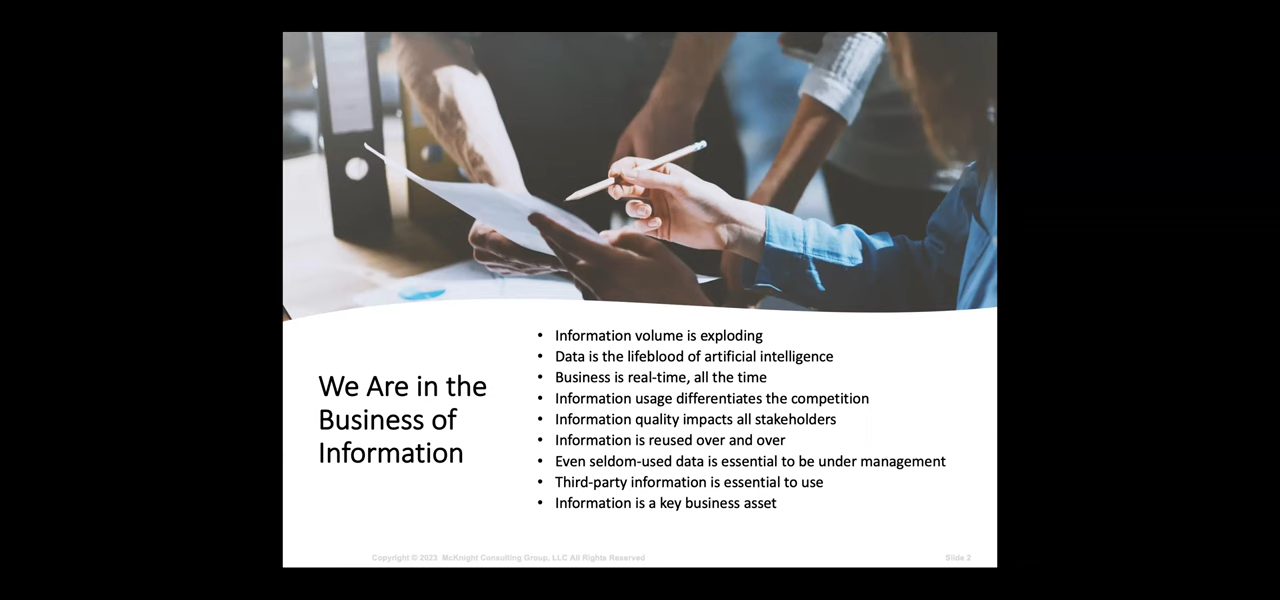 We Are in the
Business of
Information
• Information volume is exploding
• Data is the lifeblood of artificial intelligence
• Business is real-time, all the time
• Information usage differentiates the competition
• Information quality impacts all stakeholders
• Information is reused over and over
• Even seldom-used data is essential to be under management
• Third-party information is essential to use
• Information is a key business asset
Copyright © 2023 McKnight Consulting Group, LLC All Rights Reserved
Slide 2